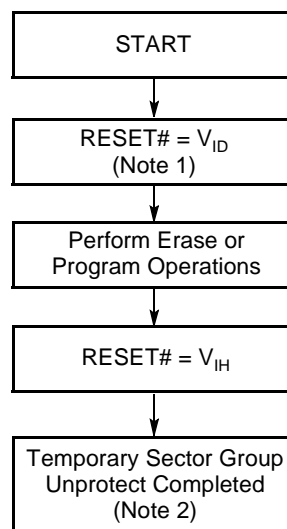 START
RESET# = VID
(Note 1)
Perform Erase or
Program Operations
RESET# = VIH
Temporary Sector Group
Unprotect Completed
(Note 2)